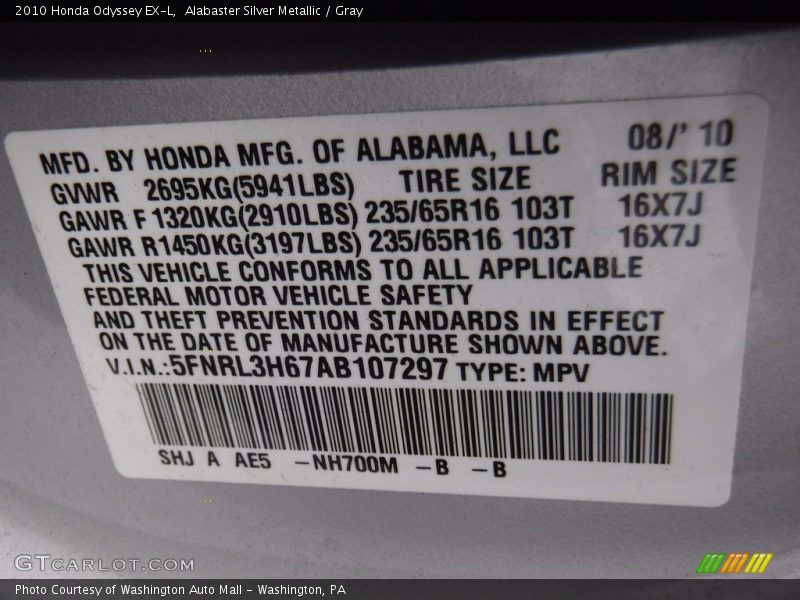 2010 Honda Odyssey EX-L, Alabaster Silver Metallic / Gray
MFD. BY HONDA MFG. OF ALABAMA, LLC 08/' 10
GVWR 2695KG(5941LBS) TIRE SIZE RIM SIZE
GAWR F 1320KG(2910LBS) 235/65R16 103T 16X7J
GAWR R1450KG(3197LBS) 235/65R16 103T 16X7J
THIS VEHICLE CONFORMS TO ALL APPLICABLE
FEDERAL MOTOR VEHICLE SAFETY
AND THEFT PREVENTION STANDARDS IN EFFECT
ON THE DATE OF MANUFACTURE SHOWN ABOVE.
V.I.N.:5FNRL3H67AB107297 TYPE: MPV
SHJ A AE5 -NH700M -B -B
GTCARLOT.COM
Photo Courtesy of Washington Auto Mall - Washington, PA